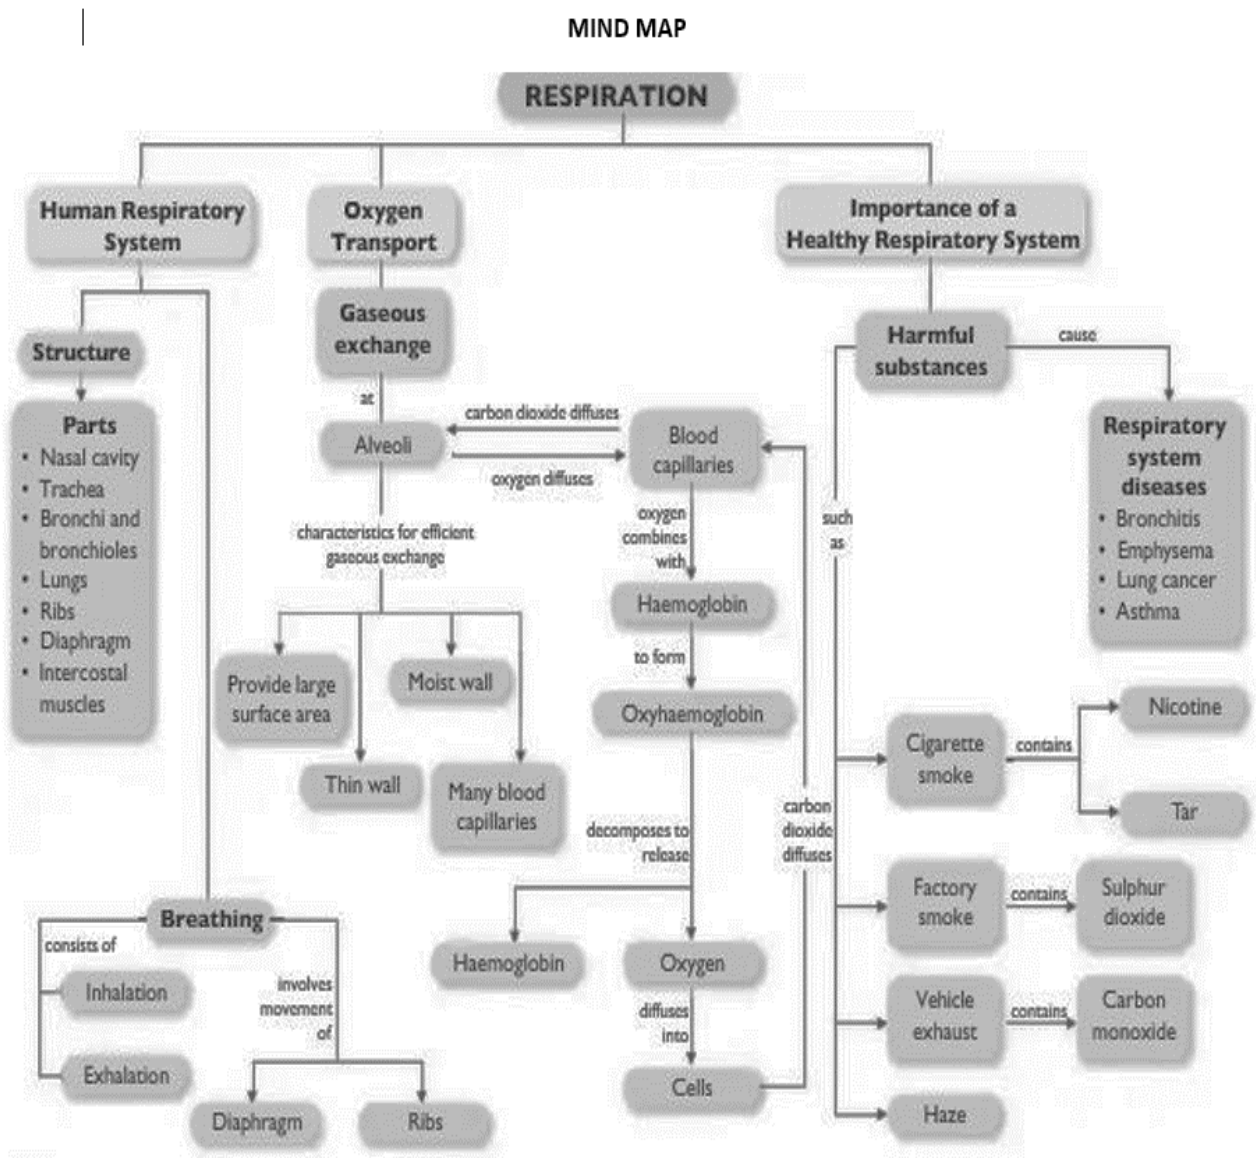 MIND MAP
RESPIRATION
Human Respiratory
System
Structure
Parts
• Nasal cavity
• Trachea
• Bronchi and
bronchioles
• Lungs
• Ribs
• Diaphragm
• Intercostal
muscles
Breathing
consists of
Inhalation
Exhalation
involves
movement
of
Diaphragm
Ribs
Oxygen
Transport
Gaseous
exchange
at
Alveoli
carbon dioxide diffuses
oxygen diffuses
characteristics for efficient
gaseous exchange
Provide large
surface area
Thin wall
Moist wall
Many blood
capillaries
Blood
capillaries
oxygen
combines
with
Haemoglobin
to form
Oxyhaemoglobin
decomposes to
release
Haemoglobin
Oxygen
diffuses
into
Cells
carbon
dioxide
diffuses
Importance of a
Healthy Respiratory System
Harmful
substances
cause
Respiratory
system
diseases
• Bronchitis
• Emphysema
• Lung cancer
• Asthma
such
as
Cigarette
smoke
contains
Nicotine
Tar
Factory
smoke
contains
Sulphur
dioxide
Vehicle
exhaust
contains
Carbon
monoxide
Haze